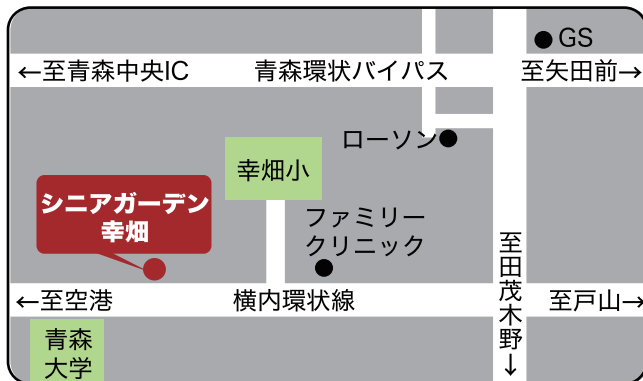 GS
←至青森中央IC
青森環状バイパス
至矢田前→
ローソン
幸畑小
シニアガーデン
幸畑
ファミリー
クリニック
至田茂木野↓
←至空港
横内環状線
至戸山→
青森
大学